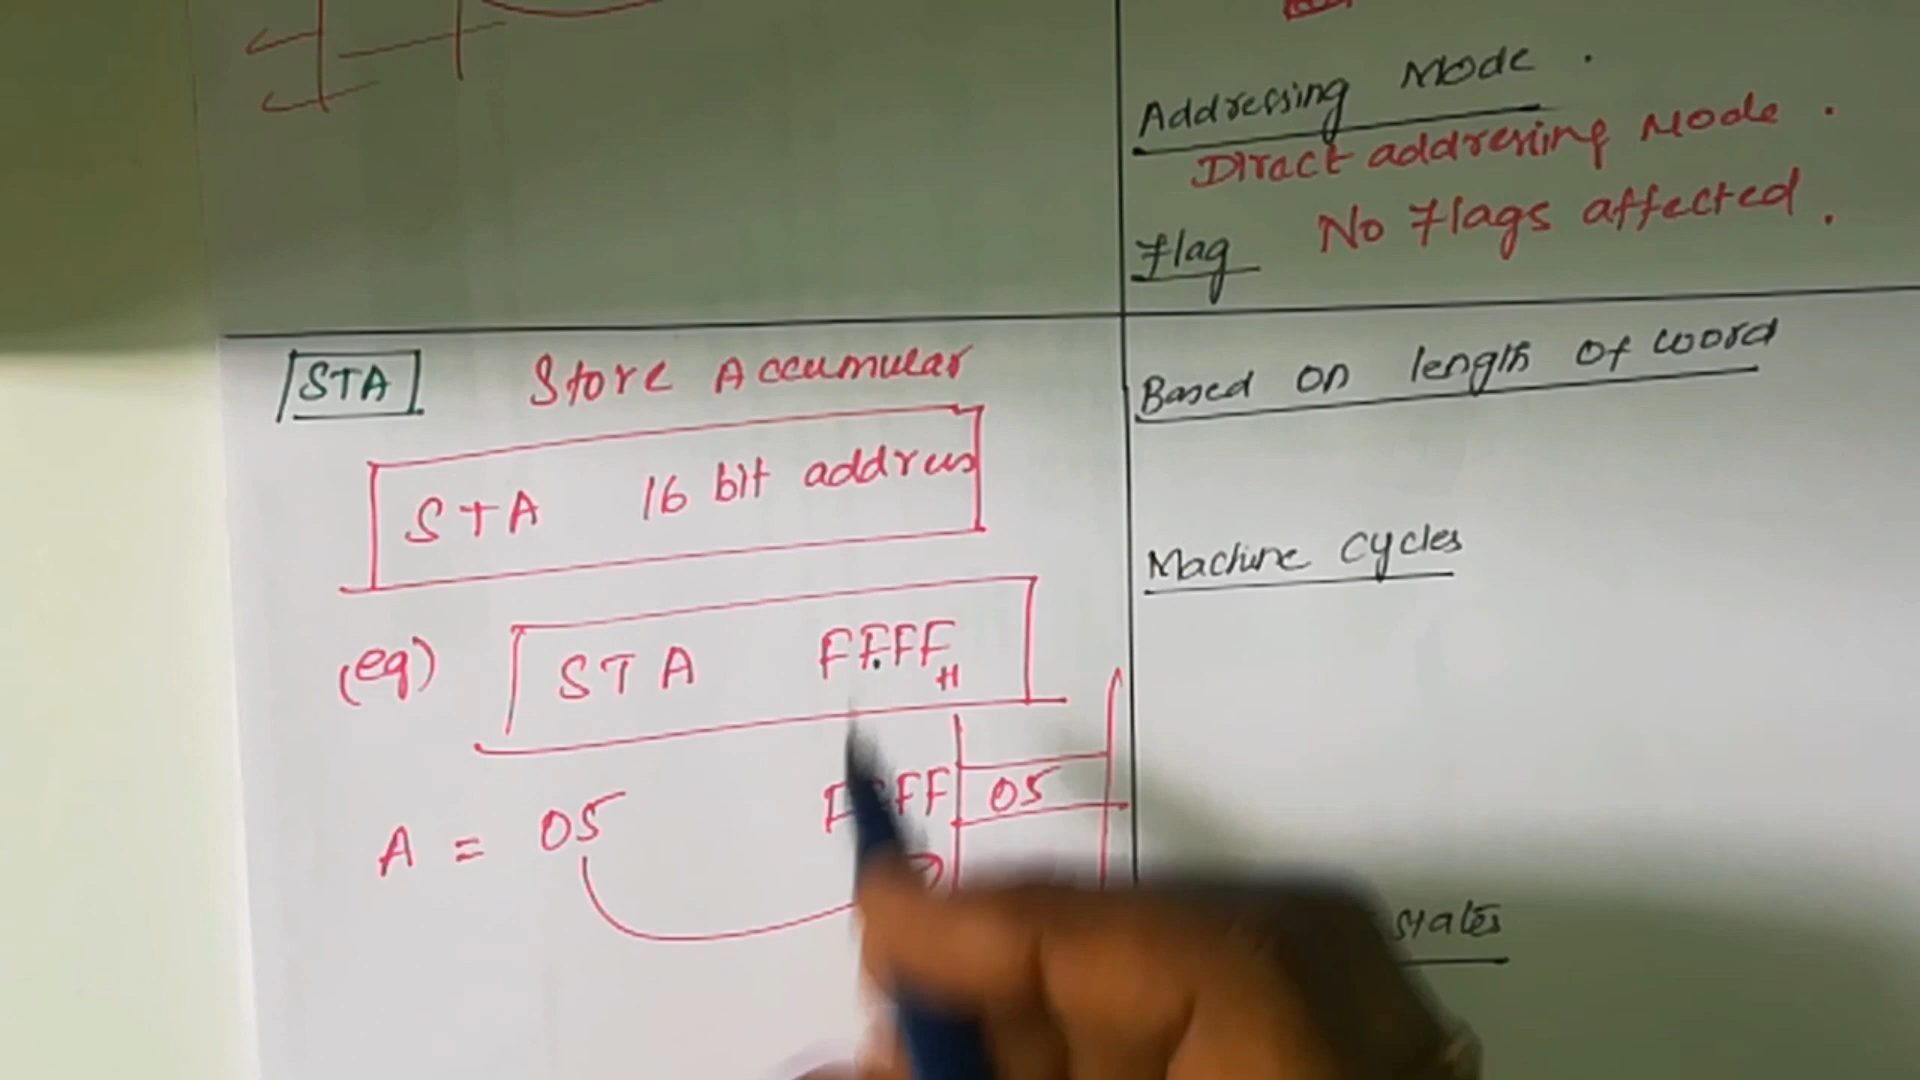 Addressing Mode .
Diract addressing Mode .
Flag No Flags affected .
STA Store Accumular
STA 16 bit address
(eg) STA FFFFH
A = 05
05
Based on length of word
Machine Cycles
states